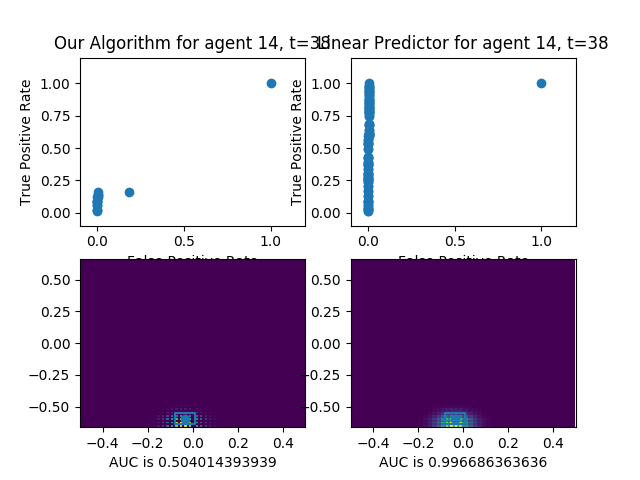 Our Algorithm for agent 14, t=38
Linear Predictor for agent 14, t=38
True Positive Rate
1.00
0.75
0.50
0.25
0.00
0.0 0.5 1.0
False Positive Rate
True Positive Rate
1.00
0.75
0.50
0.25
0.00
0.0 0.5 1.0
False Positive Rate
0.50
0.25
0.00
−0.25
−0.50
−0.4 −0.2 0.0 0.2 0.4
AUC is 0.504014393939
0.50
0.25
0.00
−0.25
−0.50
−0.4 −0.2 0.0 0.2 0.4
AUC is 0.996686363636